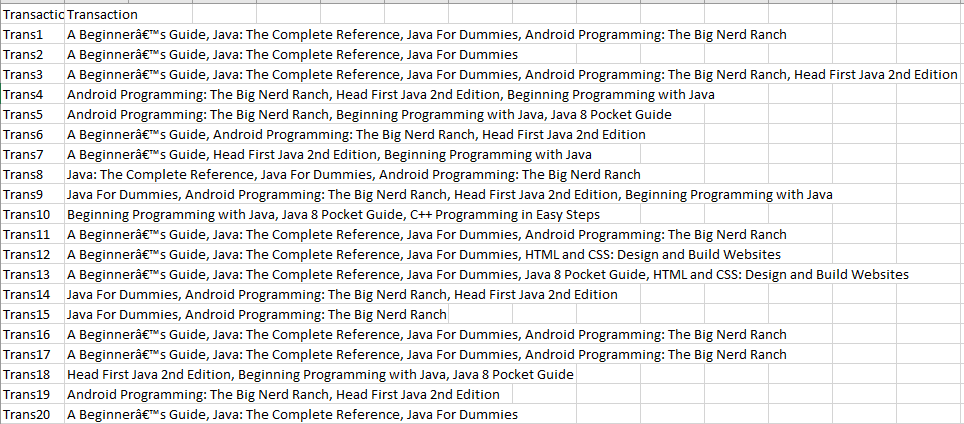 Transactic Transaction
Trans1 A Beginnerâ€™s Guide, Java: The Complete Reference, Java For Dummies, Android Programming: The Big Nerd Ranch
Trans2 A Beginnerâ€™s Guide, Java: The Complete Reference, Java For Dummies
Trans3 A Beginnerâ€™s Guide, Java: The Complete Reference, Java For Dummies, Android Programming: The Big Nerd Ranch, Head First Java 2nd Edition
Trans4 Android Programming: The Big Nerd Ranch, Head First Java 2nd Edition, Beginning Programming with Java
Trans5 Android Programming: The Big Nerd Ranch, Beginning Programming with Java, Java 8 Pocket Guide
Trans6 A Beginnerâ€™s Guide, Android Programming: The Big Nerd Ranch, Head First Java 2nd Edition
Trans7 A Beginnerâ€™s Guide, Head First Java 2nd Edition, Beginning Programming with Java
Trans8 Java: The Complete Reference, Java For Dummies, Android Programming: The Big Nerd Ranch
Trans9 Java For Dummies, Android Programming: The Big Nerd Ranch, Head First Java 2nd Edition, Beginning Programming with Java
Trans10 Beginning Programming with Java, Java 8 Pocket Guide, C++ Programming in Easy Steps
Trans11 A Beginnerâ€™s Guide, Java: The Complete Reference, Java For Dummies, Android Programming: The Big Nerd Ranch
Trans12 A Beginnerâ€™s Guide, Java: The Complete Reference, Java For Dummies, HTML and CSS: Design and Build Websites
Trans13 A Beginnerâ€™s Guide, Java: The Complete Reference, Java For Dummies, Java 8 Pocket Guide, HTML and CSS: Design and Build Websites
Trans14 Java For Dummies, Android Programming: The Big Nerd Ranch, Head First Java 2nd Edition
Trans15 Java For Dummies, Android Programming: The Big Nerd Ranch
Trans16 A Beginnerâ€™s Guide, Java: The Complete Reference, Java For Dummies, Android Programming: The Big Nerd Ranch
Trans17 A Beginnerâ€™s Guide, Java: The Complete Reference, Java For Dummies, Android Programming: The Big Nerd Ranch
Trans18 Head First Java 2nd Edition, Beginning Programming with Java, Java 8 Pocket Guide
Trans19 Android Programming: The Big Nerd Ranch, Head First Java 2nd Edition
Trans20 A Beginnerâ€™s Guide, Java: The Complete Reference, Java For Dummies